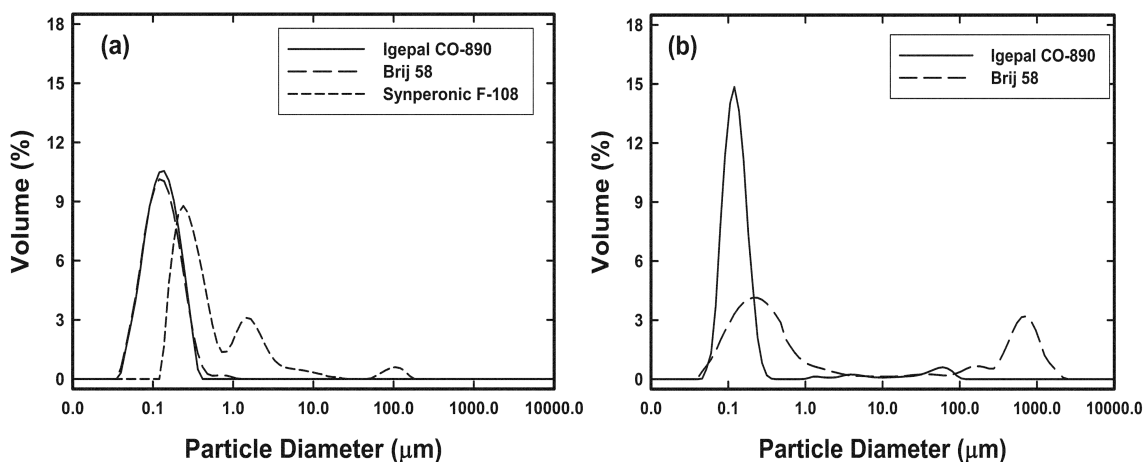 (a)
Igepal CO-890
Brij 58
Synperonic F-108
Volume (%)
18
15
12
9
6
3
0
0.0 0.1 1.0 10.0 100.0 1000.0 10000.0
Particle Diameter (μm)
(b)
Igepal CO-890
Brij 58
Volume (%)
18
15
12
9
6
3
0
0.0 0.1 1.0 10.0 100.0 1000.0 10000.0
Particle Diameter (μm)